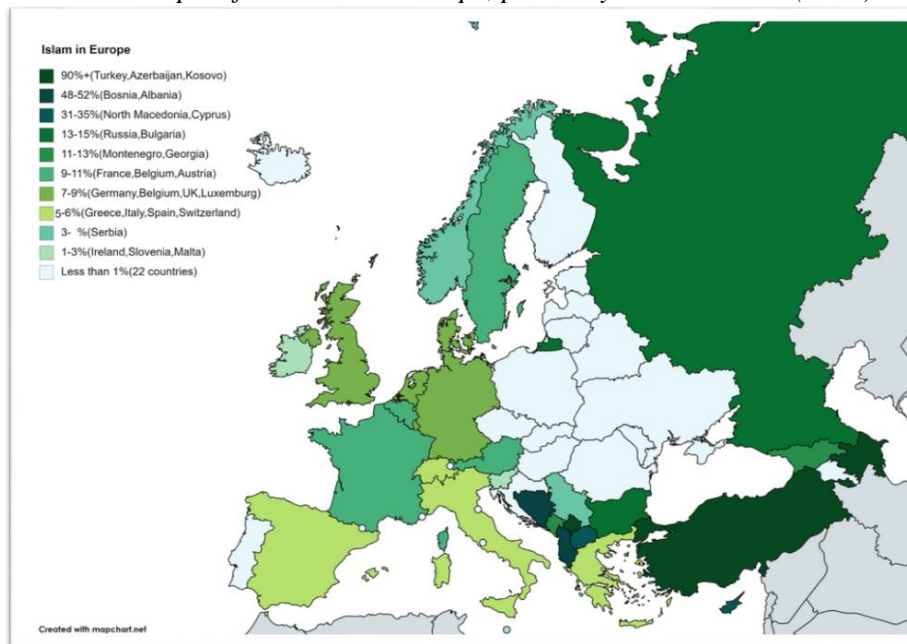 Islam in Europe
90%+(Turkey,Azerbaijan,Kosovo)
48-52%(Bosnia,Albania)
31-35%(North Macedonia,Cyprus)
13-15%(Russia,Bulgaria)
11-13%(Montenegro,Georgia)
9-11%(France,Belgium,Austria)
7-9%(Germany,Belgium,UK,Luxemburg)
5-6%(Greece,Italy,Spain,Switzerland)
3- %(Serbia)
1-3%(Ireland,Slovenia,Malta)
Less than 1%(22 countries)
Created with mapchart.net